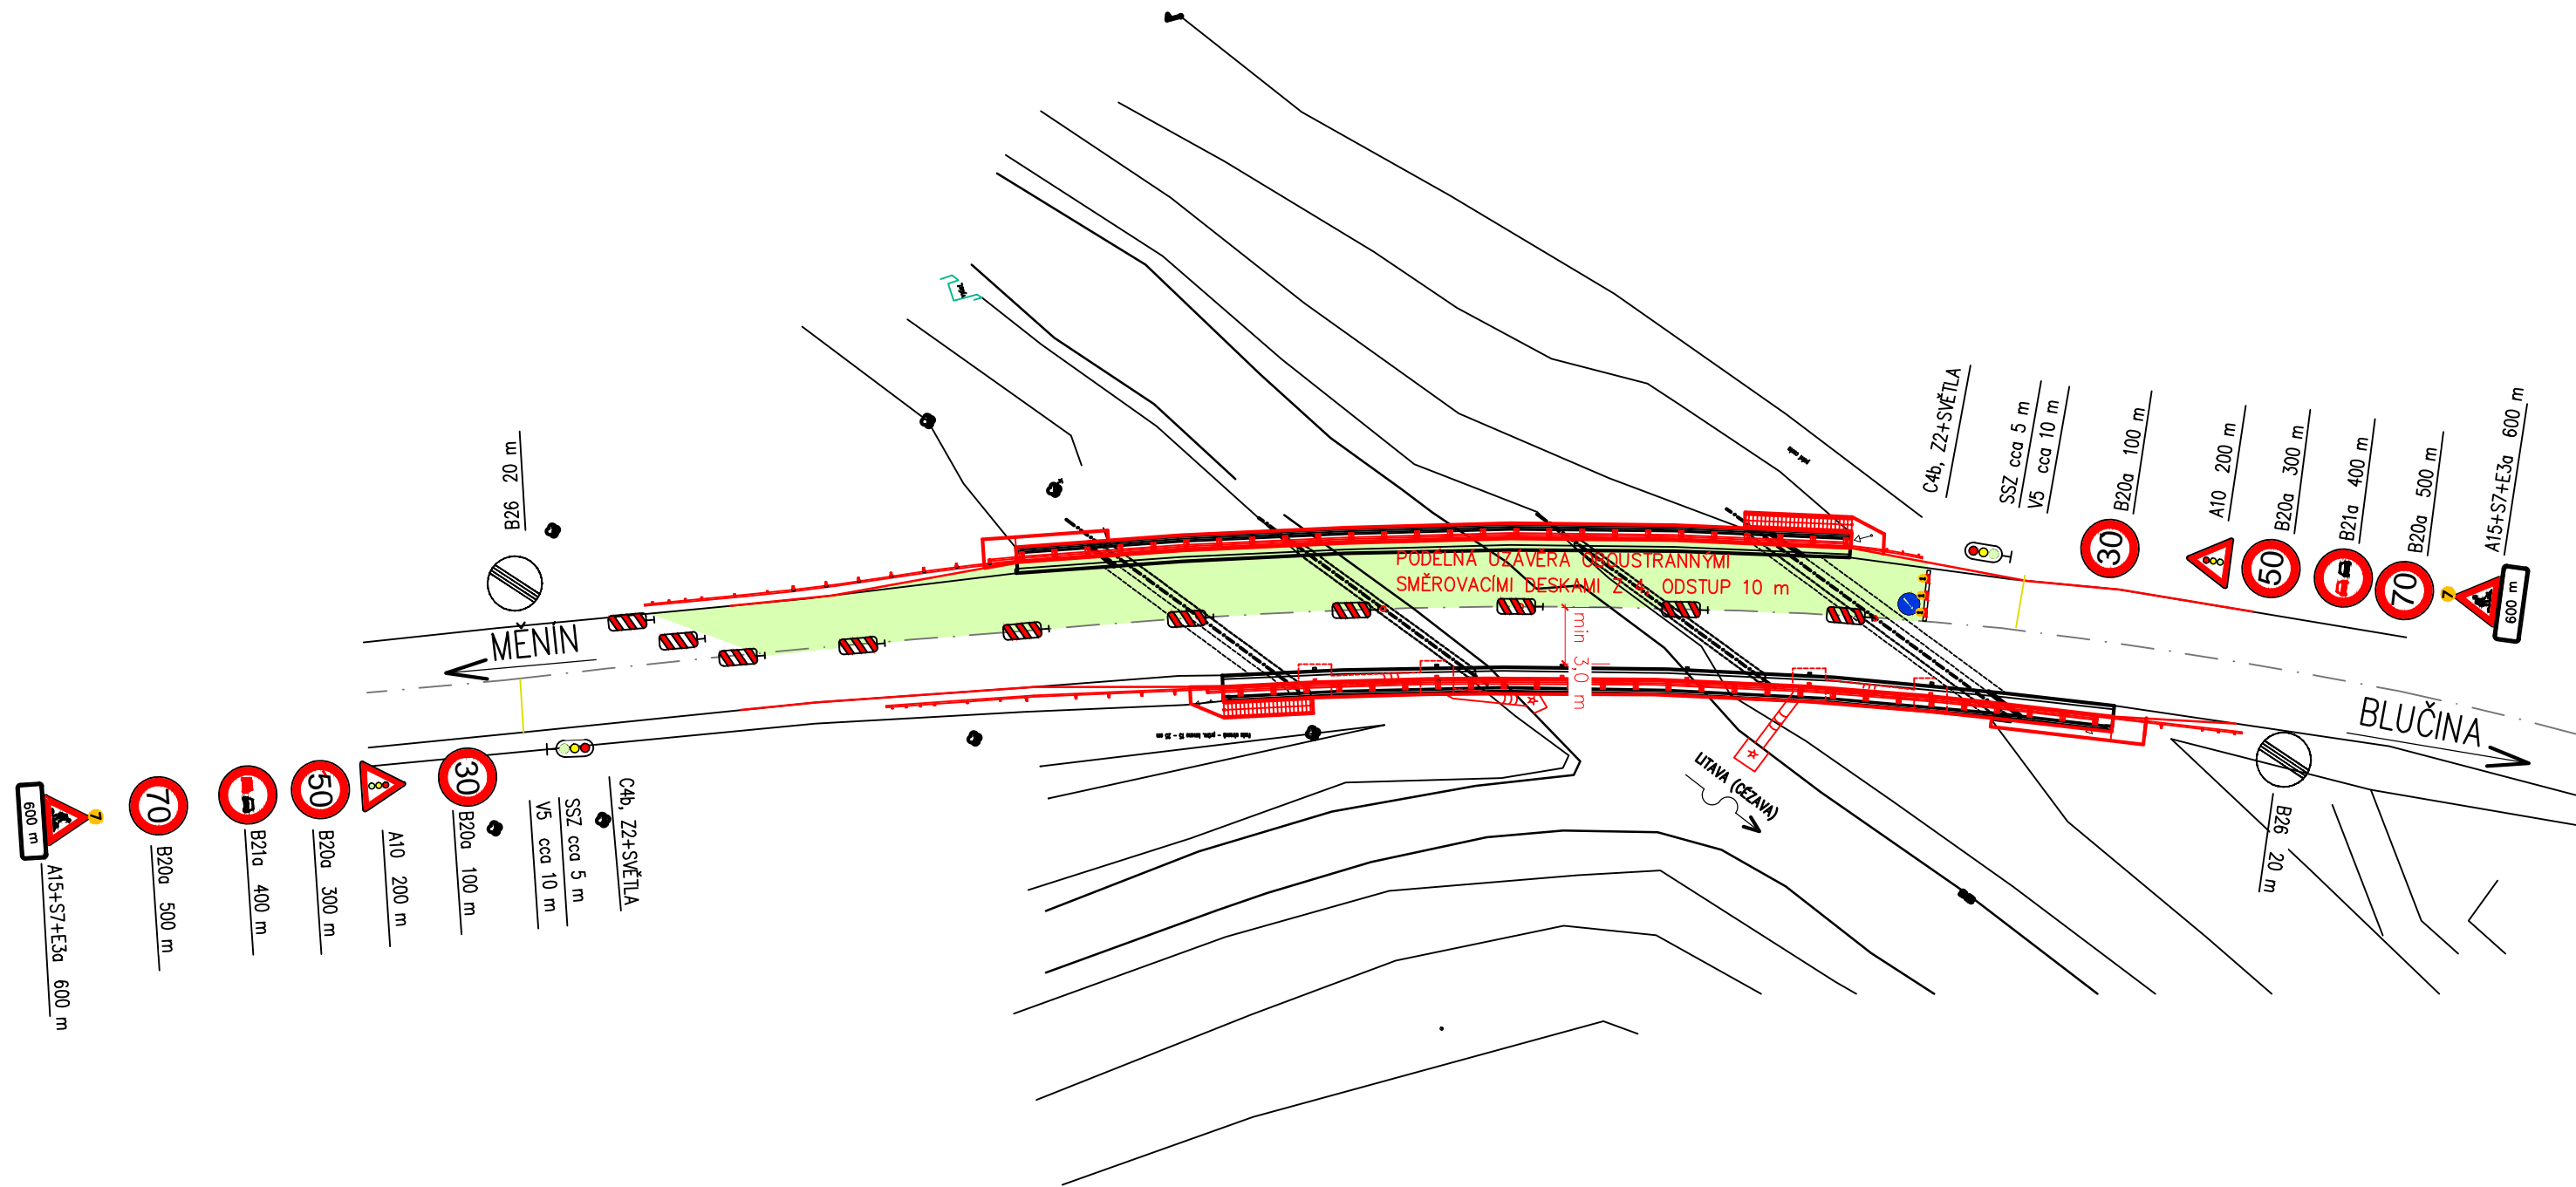 C4b, Z2+SVĚTLA
SSZ cca 5 m
V5 cca 10 m
B20a 100 m
A10 200 m
B20a 300 m
B21a 400 m
B20a 500 m
A15+S7+E3a 600 m
30
50
70
7
600 m
B26 20 m
PODÉLNÁ UZÁVĚRA OBOUSTRANNÝMI
SMĚROVACÍMI DESKAMI Z 4, ODSTUP 10 m
min 3,0 m
MĚNÍN
BLUČINA
LITAVA (CÉZAVA)
B26 20 m
600 m
7
70
50
30
A15+S7+E3a 600 m
B20a 500 m
B21a 400 m
B20a 300 m
A10 200 m
B20a 100 m
V5 cca 10 m
SSZ cca 5 m
C4b, Z2+SVĚTLA